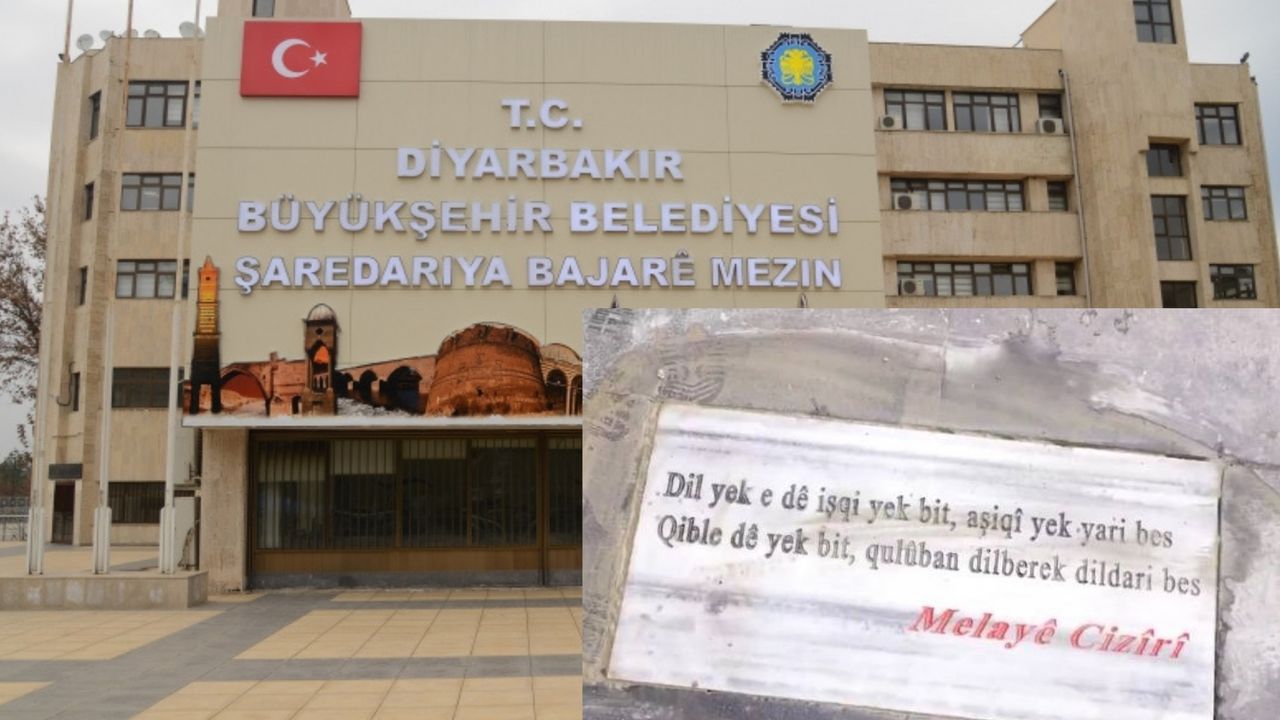 T.C.
DİYARBAKIR
BÜYÜKŞEHİR BELEDİYESİ
ŞAREDARIYA BAJARÊ MEZIN
Dil yek e dê işqi yek bit, aşiqî yek yari bes
Qible dê yek bit, qulûban dilberek dildari bes
Melayê Cizîrî